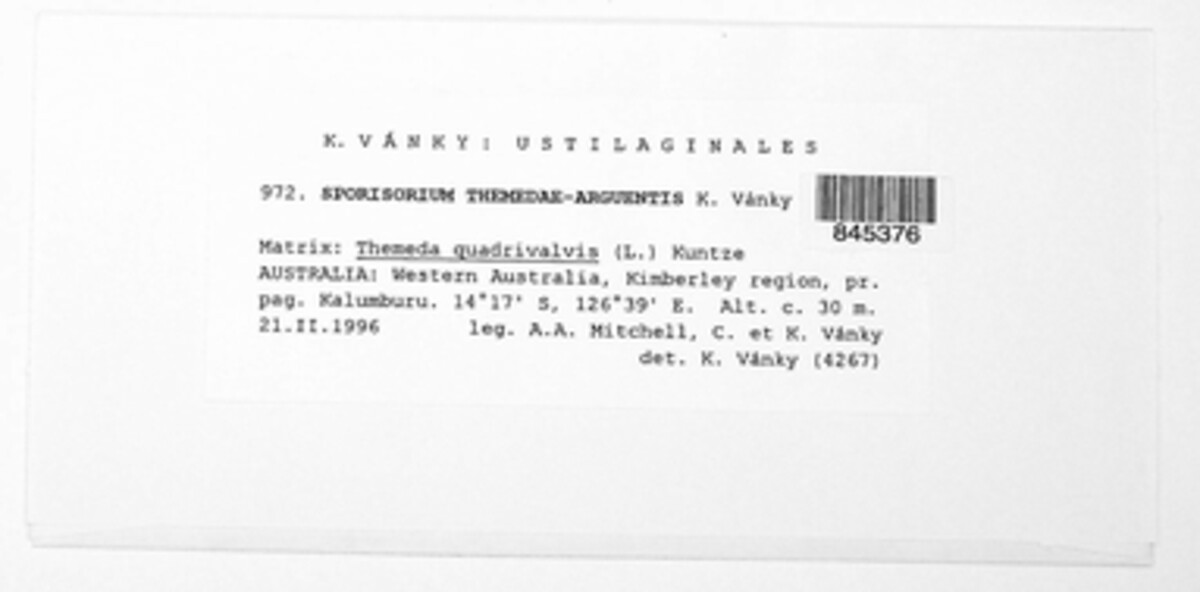 K. VÁNKY: USTILAGINALES
972. SPORISORIUM THEMEDAE-ARGUENTIS K. Vánky
845376
Matrix: Themeda quadrivalvis (L.) Kuntze
AUSTRALIA: Western Australia, Kimberley region, pr.
pag. Kalumburu. 14°17' S, 126°39' E. Alt. c. 30 m.
21.II.1996 leg. A.A. Mitchell, C. et K. Vánky
det. K. Vánky (4267)